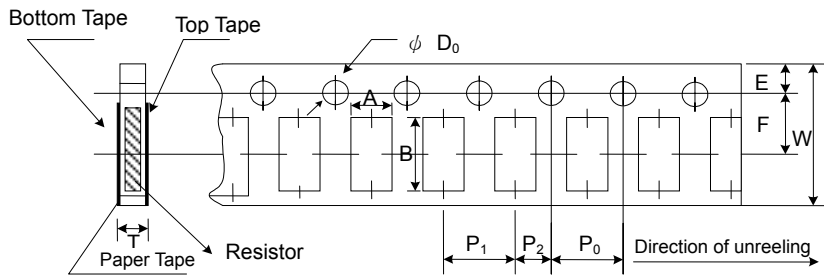 Bottom Tape
Top Tape
ψ D₀
A
E
F
W
B
T
Paper Tape
Resistor
P₁
P₂
P₀
Direction of unreeling